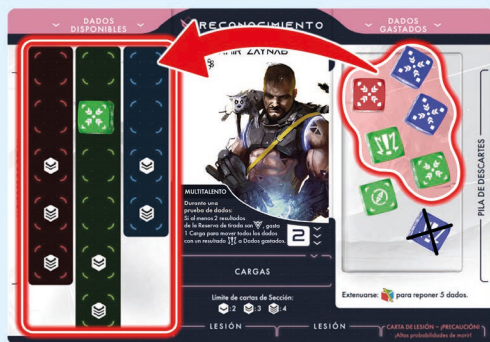 DADOS
DISPONIBLES
RECONOCIMIENTO
DADOS
GASTADOS
ZAYNAB
MULTITALENTO
Durante una
prueba de dados:
Si al menos 2 resultados
de la Reserva de tirada son , gasta
1 Carga para mover todos los dados
con un resultado a Dados gastados.
2
CARGAS
Límite de cartas de Sección:
:2 :3 :4
Extenuarse: para reponer 5 dados.
LESIÓN
LESIÓN
CARTA DE LESIÓN – ¡PRECAUCIÓN!
¡Altas probabilidades de morir!
PILA DE DESCARTES